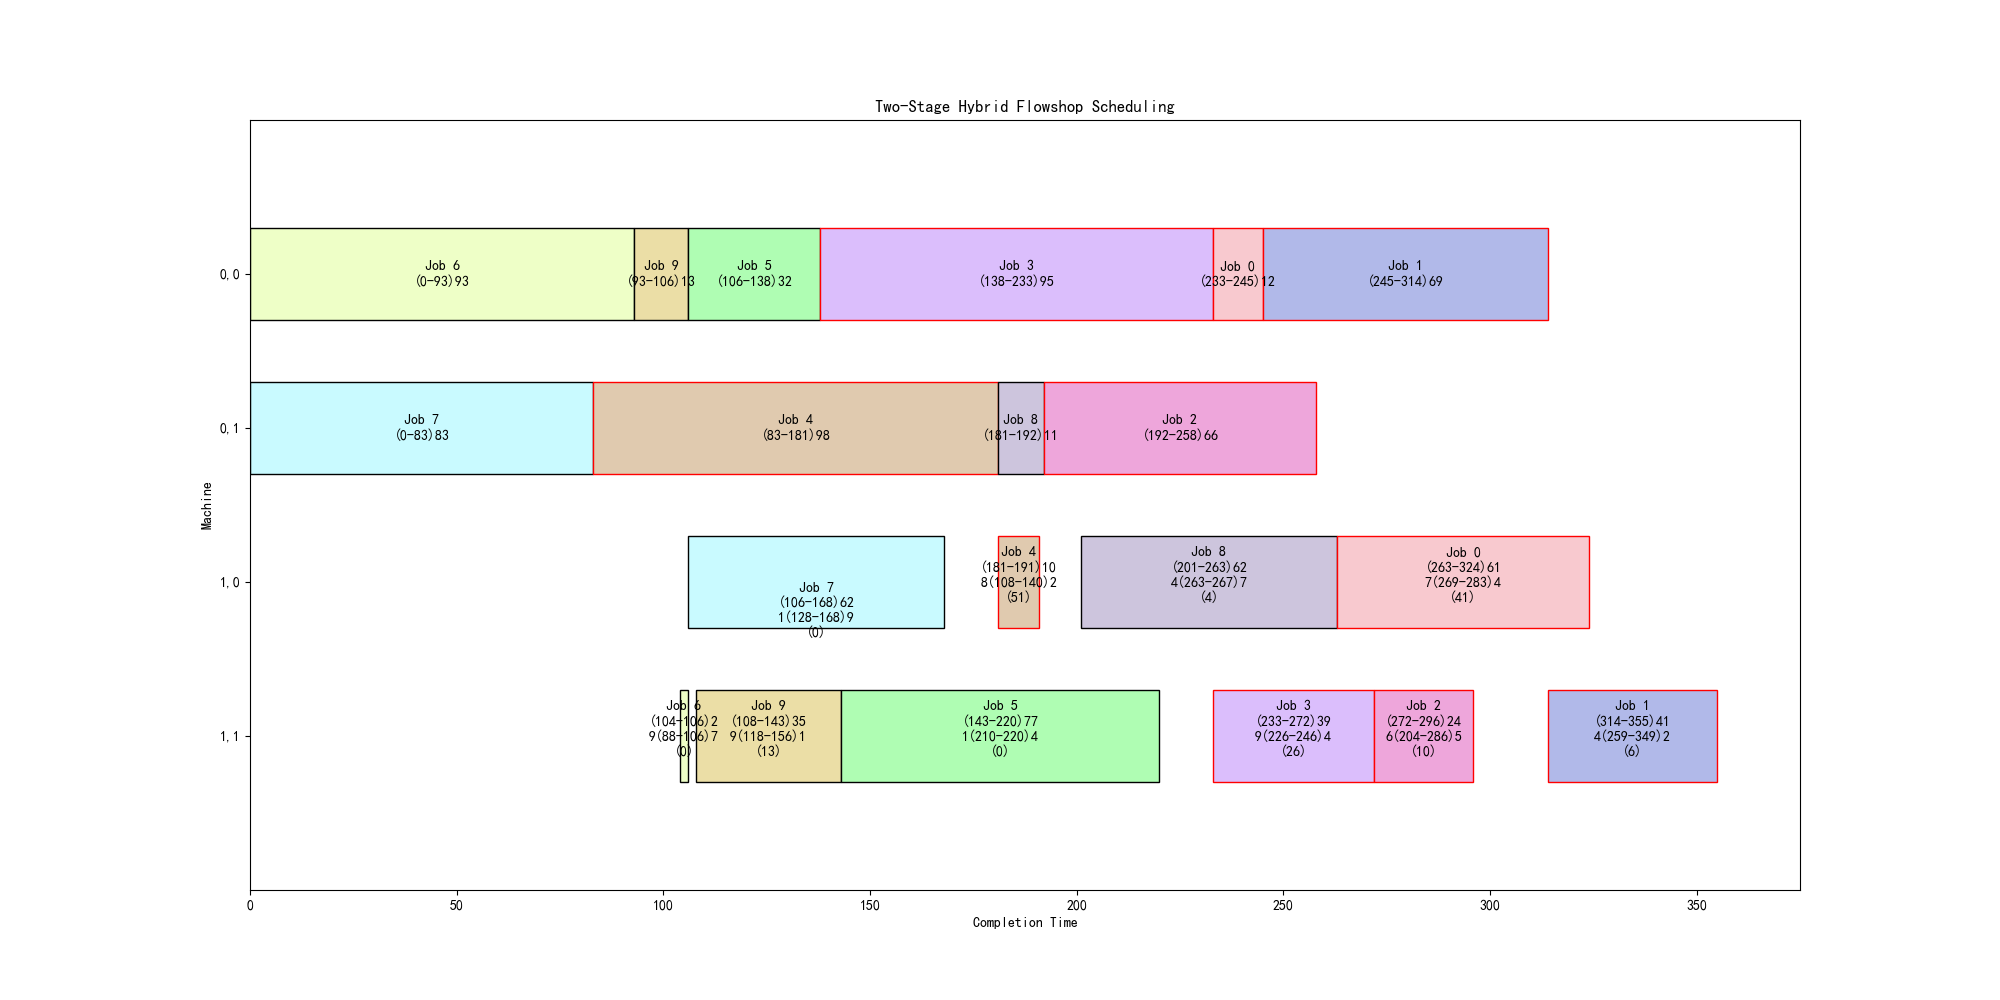 Two-Stage Hybrid Flowshop Scheduling
Machine
0,0
Job 6
(0-93)93
Job 9
(93-106)13
Job 5
(106-138)32
Job 3
(138-233)95
Job 0
(233-245)12
Job 1
(245-314)69
0,1
Job 7
(0-83)83
Job 4
(83-181)98
Job 8
(181-192)11
Job 2
(192-258)66
1,0
Job 7
(106-168)62
1(128-168)9
(0)
Job 4
(181-191)10
8(108-140)2
(51)
Job 8
(201-263)62
4(263-267)7
(4)
Job 0
(263-324)61
7(269-283)4
(41)
1,1
Job 6
(104-106)2
9(88-106)7
(0)
Job 9
(108-143)35
9(118-156)1
(13)
Job 5
(143-220)77
1(210-220)4
(0)
Job 3
(233-272)39
9(226-246)4
(26)
Job 2
(272-296)24
6(204-286)5
(10)
Job 1
(314-355)41
4(259-349)2
(6)
0
50
100
150
200
250
300
350
Completion Time